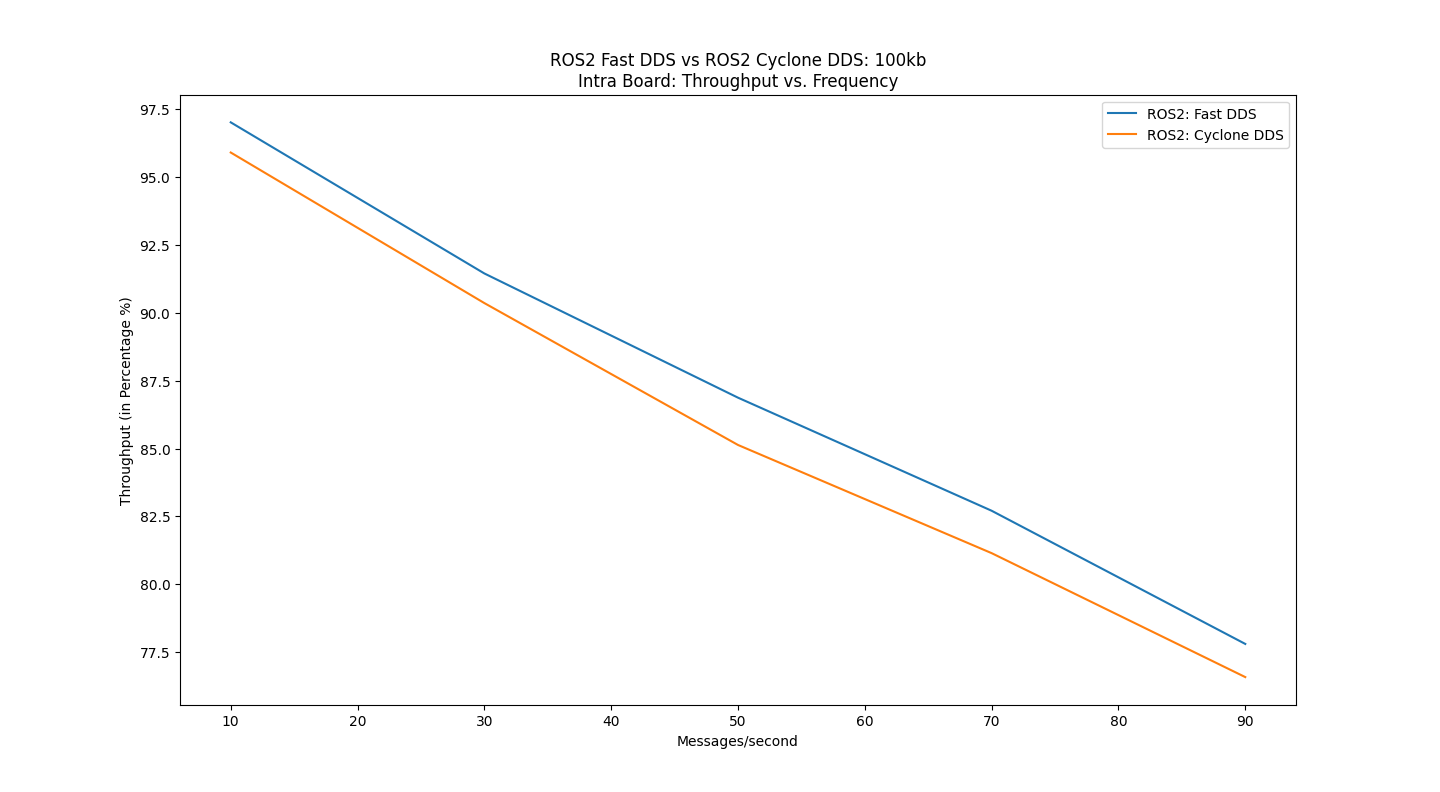 ROS2 Fast DDS vs ROS2 Cyclone DDS: 100kb
Intra Board: Throughput vs. Frequency
ROS2: Fast DDS
ROS2: Cyclone DDS
Throughput (in Percentage %)
97.5
95.0
92.5
90.0
87.5
85.0
82.5
80.0
77.5
10 20 30 40 50 60 70 80 90
Messages/second